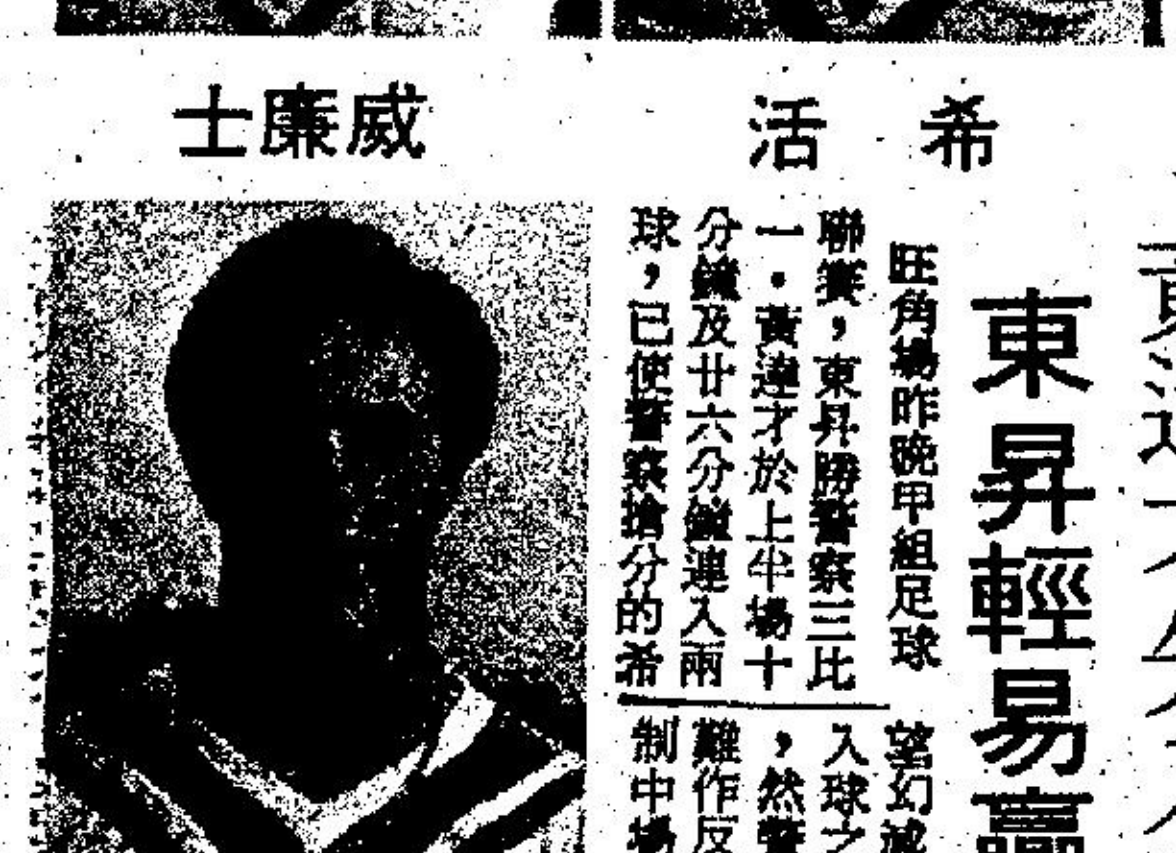 希活
威廉士
東昇輕易
旺角場昨晚甲組足球
聯賽，東昇勝警察三比
一。黃達才於上半場十
分鐘及廿六分鐘連入兩
球，已使警察搶分的希
望幻滅
入球之
，然警
難作反
制中場